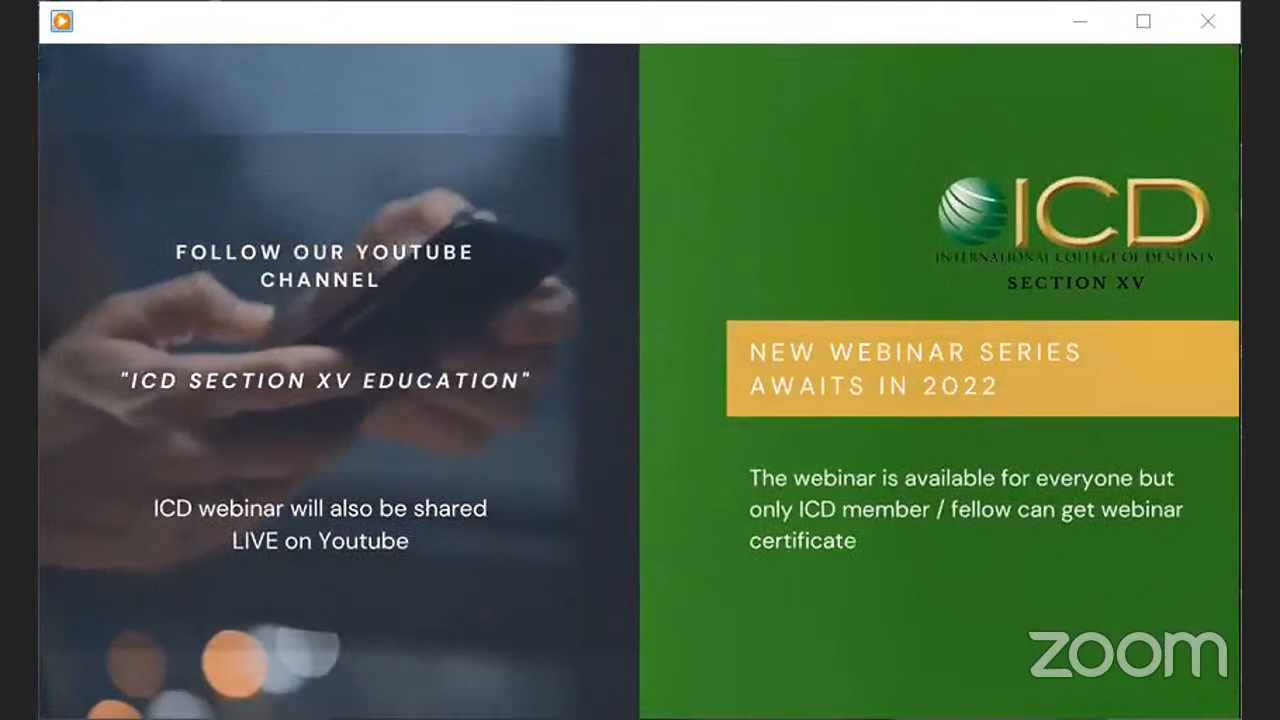 FOLLOW OUR YOUTUBE
CHANNEL
"ICD SECTION XV EDUCATION"
ICD webinar will also be shared
LIVE on Youtube
ICD
INTERNATIONAL COLLEGE OF DENTISTS
SECTION XV
NEW WEBINAR SERIES
AWAITS IN 2022
The webinar is available for everyone but
only ICD member / fellow can get webinar
certificate
zoom